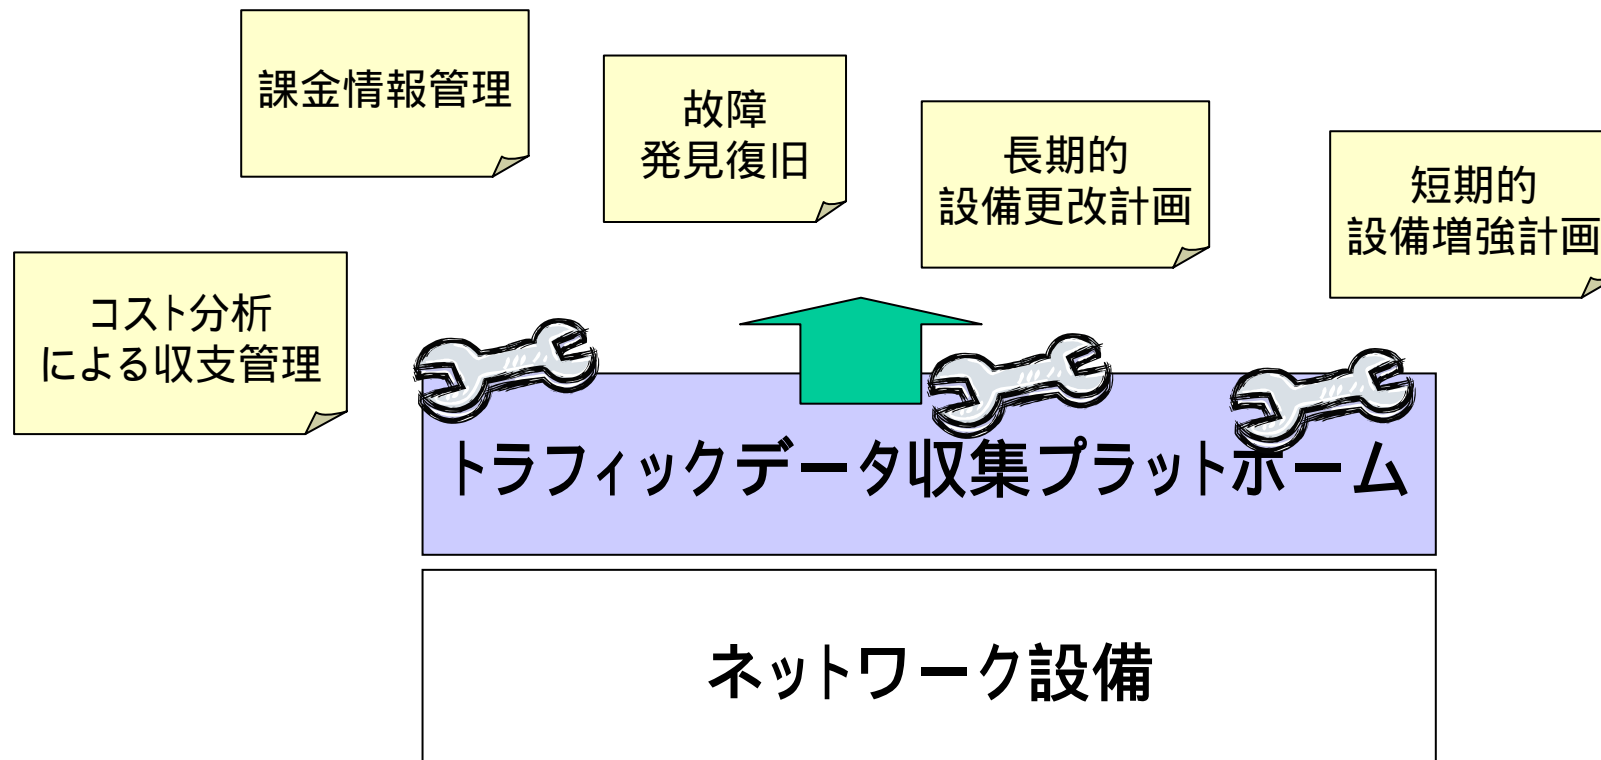 課金情報管理
故障
発見復旧
長期的
設備更改計画
短期的
設備増強計画
コスト分析
による収支管理
トラフィックデータ収集プラットホーム
ネットワーク設備